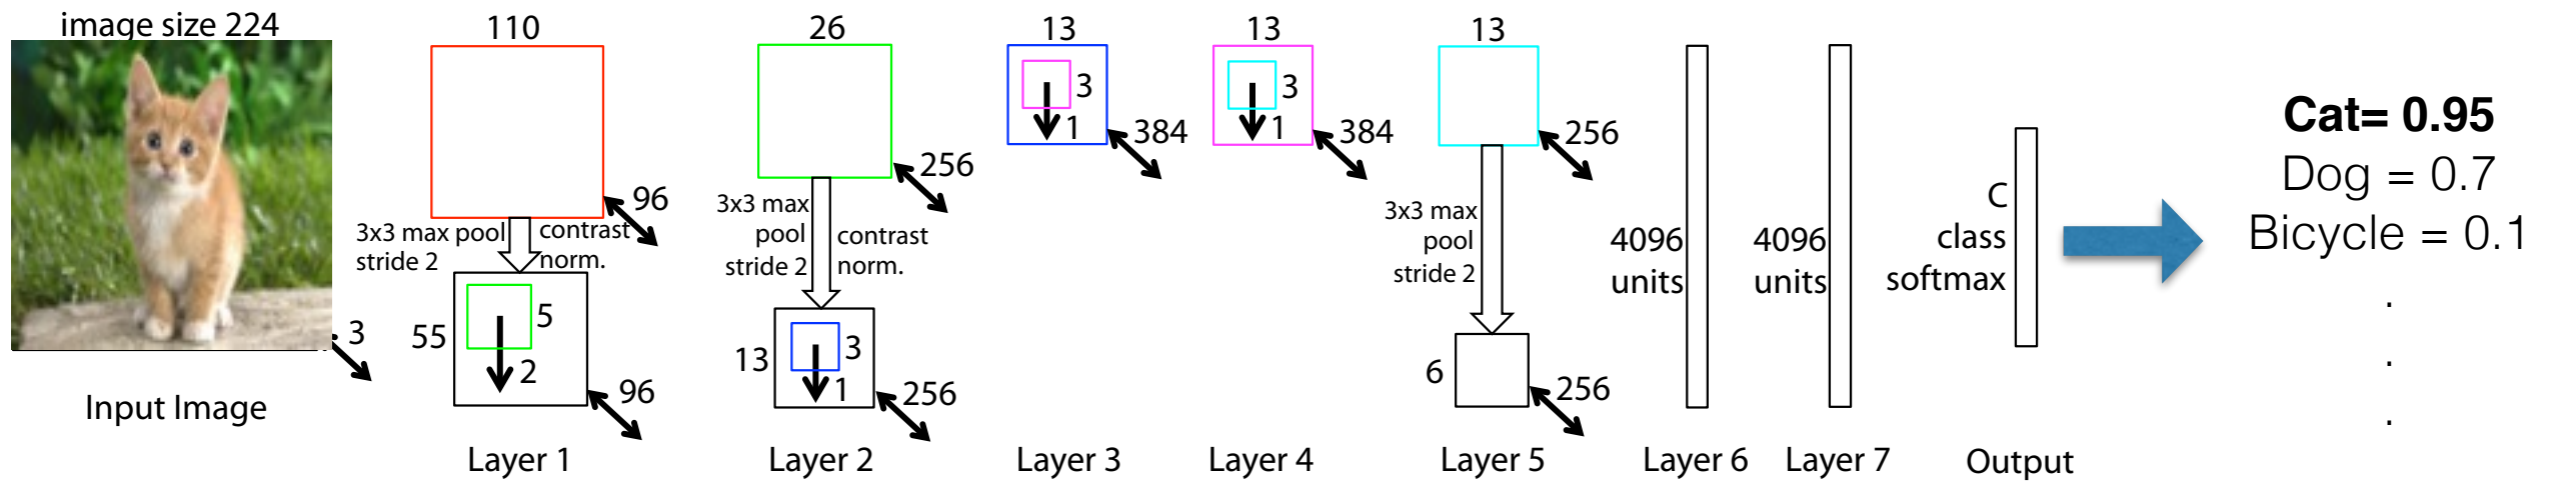 image size 224
3
Input Image
110
96
3x3 max pool
stride 2
contrast
norm.
55
5
2
96
Layer 1
26
256
3x3 max
pool
stride 2
contrast
norm.
13
3
1
256
Layer 2
13
3
1
384
Layer 3
13
3
1
384
Layer 4
13
256
3x3 max
pool
stride 2
6
256
Layer 5
4096
units
Layer 6
4096
units
Layer 7
C
class
softmax
Output
Cat= 0.95
Dog = 0.7
Bicycle = 0.1
.
.
.